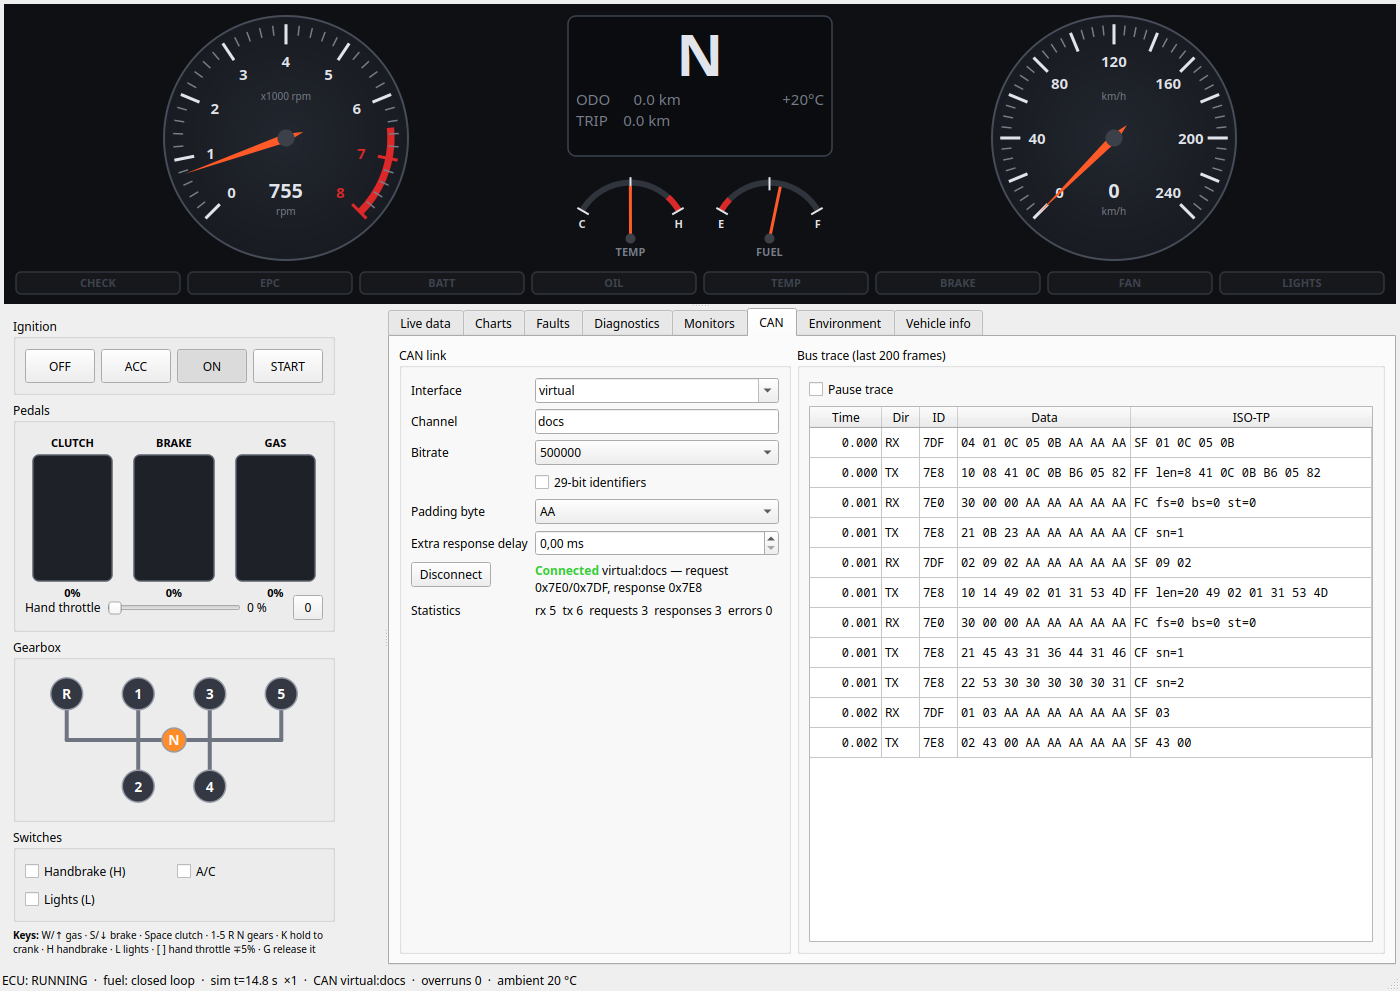 4
3 5
x1000 rpm
2 6
1 7
0 755 8
rpm
N
ODO 0.0 km +20°C
TRIP 0.0 km
C H
TEMP
E F
FUEL
120
80 160
km/h
40 200
0 0 240
km/h
CHECK EPC BATT OIL TEMP BRAKE FAN LIGHTS
Ignition
OFF ACC ON START
Pedals
CLUTCH BRAKE GAS
0% 0% 0%
Hand throttle 0 % 0
Gearbox
R 1 3 5
N
2 4
Switches
Handbrake (H) A/C
Lights (L)
Keys: W/↑ gas · S/↓ brake · Space clutch · 1-5 R N gears · K hold to
crank · H handbrake · L lights · [ ] hand throttle ∓5% · G release it
Live data Charts Faults Diagnostics Monitors CAN Environment Vehicle info
CAN link
Interface virtual
Channel docs
Bitrate 500000
29-bit identifiers
Padding byte AA
Extra response delay 0,00 ms
Disconnect Connected virtual:docs — request
0x7E0/0x7DF, response 0x7E8
Statistics rx 5 tx 6 requests 3 responses 3 errors 0
Bus trace (last 200 frames)
Pause trace
Time Dir ID Data ISO-TP
0.000 RX 7DF 04 01 0C 05 0B AA AA AA SF 01 0C 05 0B
0.000 TX 7E8 10 08 41 0C 0B B6 05 82 FF len=8 41 0C 0B B6 05 82
0.001 RX 7E0 30 00 00 AA AA AA AA AA FC fs=0 bs=0 st=0
0.001 TX 7E8 21 0B 23 AA AA AA AA AA CF sn=1
0.001 RX 7DF 02 09 02 AA AA AA AA AA SF 09 02
0.001 TX 7E8 10 14 49 02 01 31 53 4D FF len=20 49 02 01 31 53 4D
0.001 RX 7E0 30 00 00 AA AA AA AA AA FC fs=0 bs=0 st=0
0.001 TX 7E8 21 45 43 31 36 44 31 46 CF sn=1
0.001 TX 7E8 22 53 30 30 30 30 30 31 CF sn=2
0.002 RX 7DF 01 03 AA AA AA AA AA AA SF 03
0.002 TX 7E8 02 43 00 AA AA AA AA AA SF 43 00
ECU: RUNNING · fuel: closed loop · sim t=14.8 s ×1 · CAN virtual:docs · overruns 0 · ambient 20 °C